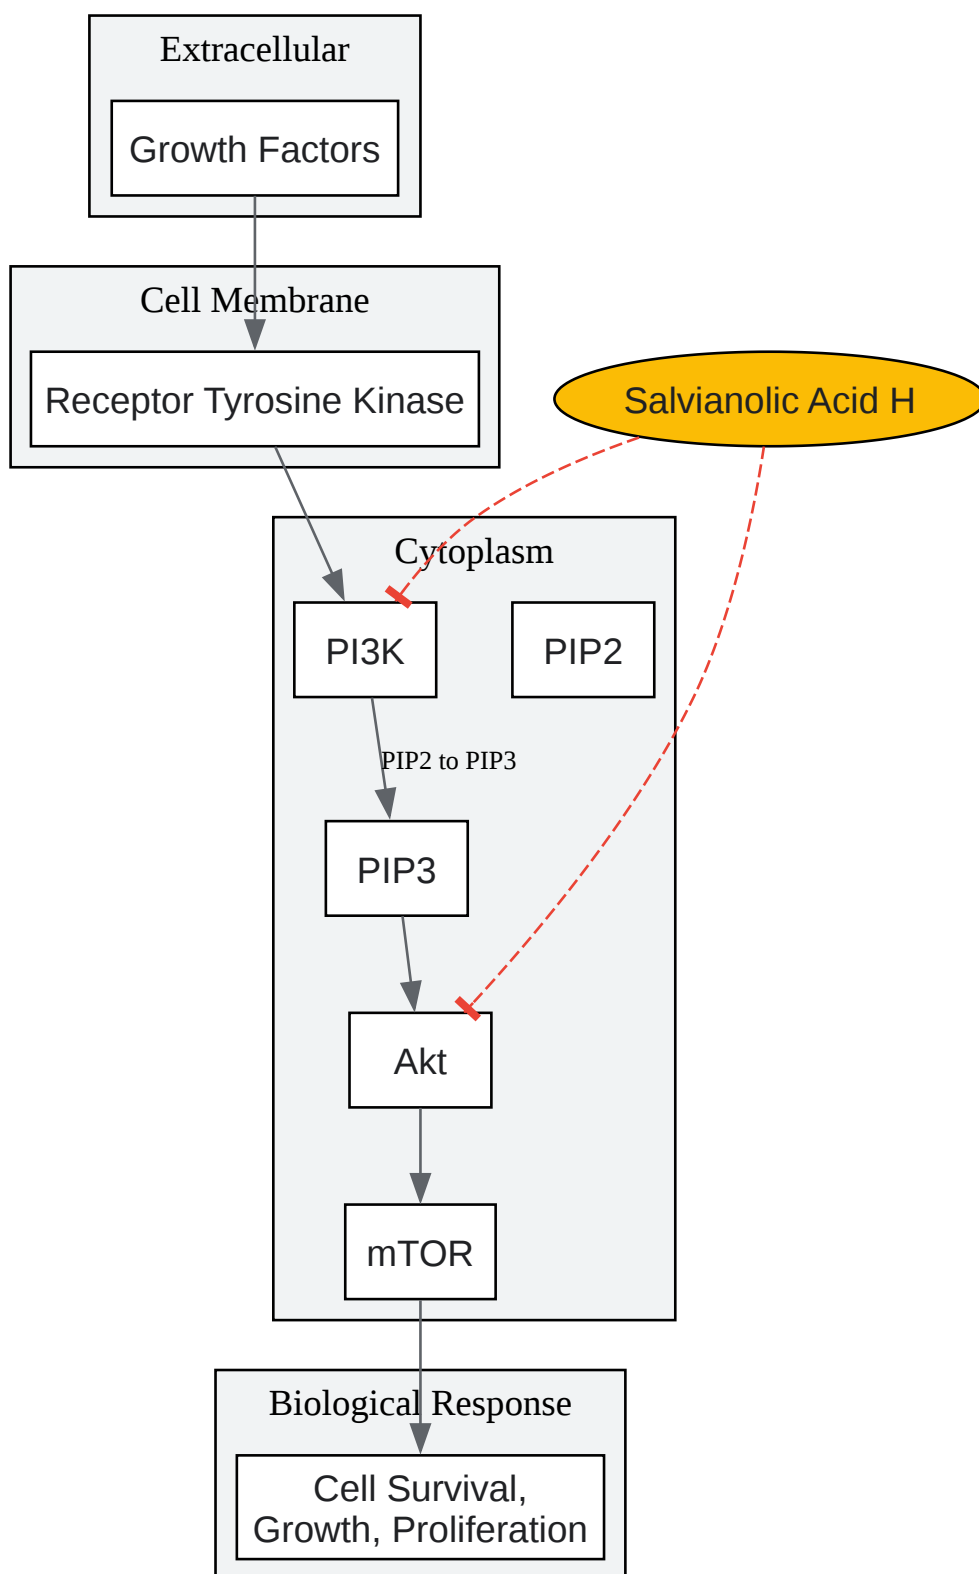 Extracellular
Growth Factors
Cell Membrane
Receptor Tyrosine Kinase
Salvianolic Acid H
Cytoplasm
PI3K
PIP2
PIP2 to PIP3
PIP3
Akt
mTOR
Biological Response
Cell Survival,
Growth, Proliferation